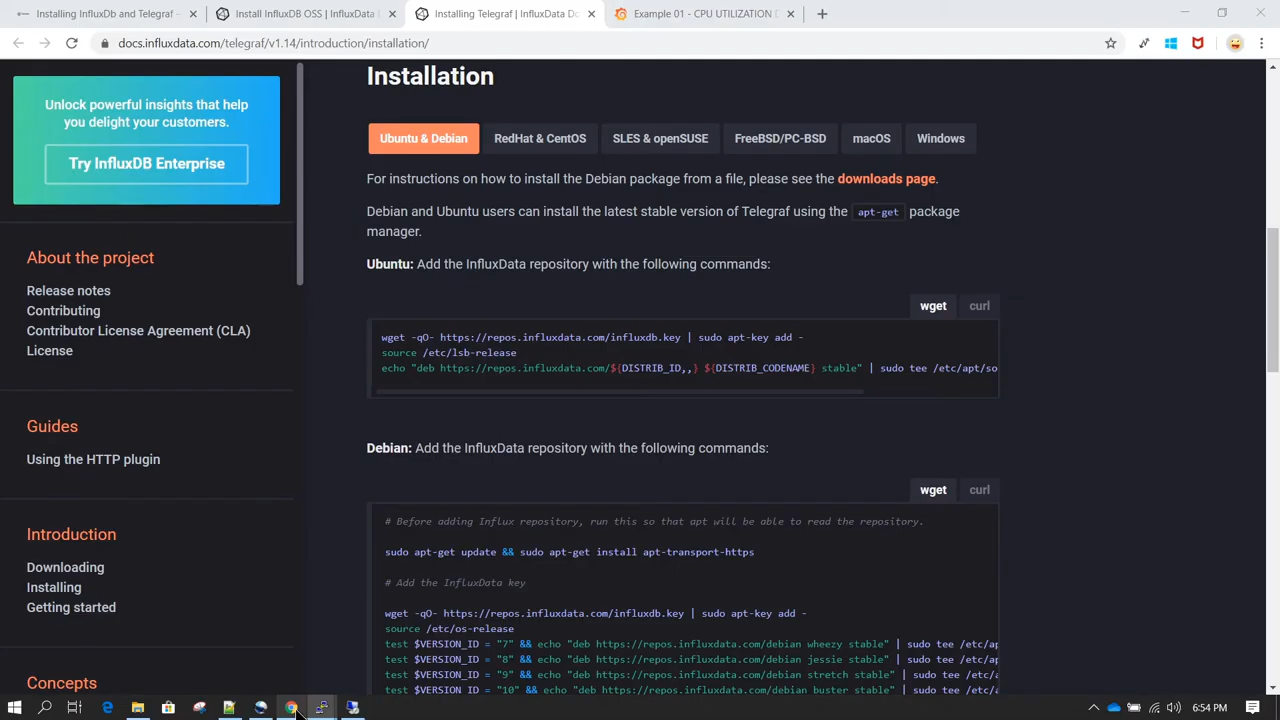 Installing InfluxDb and Telegraf -
Install InfluxDB OSS | InfluxData
Installing Telegraf | InfluxData Do
Example 01 - CPU UTILIZATION D
docs.influxdata.com/telegraf/v1.14/introduction/installation/
Unlock powerful insights that help
you delight your customers.
Try InfluxDB Enterprise
About the project
Release notes
Contributing
Contributor License Agreement (CLA)
License
Guides
Using the HTTP plugin
Introduction
Downloading
Installing
Getting started
Concepts
Installation
Ubuntu & Debian RedHat & CentOS SLES & openSUSE FreeBSD/PC-BSD macOS Windows
For instructions on how to install the Debian package from a file, please see the downloads page.
Debian and Ubuntu users can install the latest stable version of Telegraf using the apt-get package
manager.
Ubuntu: Add the InfluxData repository with the following commands:
wget curl
wget -qO- https://repos.influxdata.com/influxdb.key | sudo apt-key add -
source /etc/lsb-release
echo "deb https://repos.influxdata.com/${DISTRIB_ID,,} ${DISTRIB_CODENAME} stable" | sudo tee /etc/apt/so
Debian: Add the InfluxData repository with the following commands:
wget curl
# Before adding Influx repository, run this so that apt will be able to read the repository.
sudo apt-get update && sudo apt-get install apt-transport-https
# Add the InfluxData key
wget -qO- https://repos.influxdata.com/influxdb.key | sudo apt-key add -
source /etc/os-release
test $VERSION_ID = "7" && echo "deb https://repos.influxdata.com/debian wheezy stable" | sudo tee /etc/ap
test $VERSION_ID = "8" && echo "deb https://repos.influxdata.com/debian jessie stable" | sudo tee /etc/ap
test $VERSION_ID = "9" && echo "deb https://repos.influxdata.com/debian stretch stable" | sudo tee /etc/a
test $VERSION_ID = "10" && echo "deb https://repos.influxdata.com/debian buster stable" | sudo tee /etc/a
6:54 PM